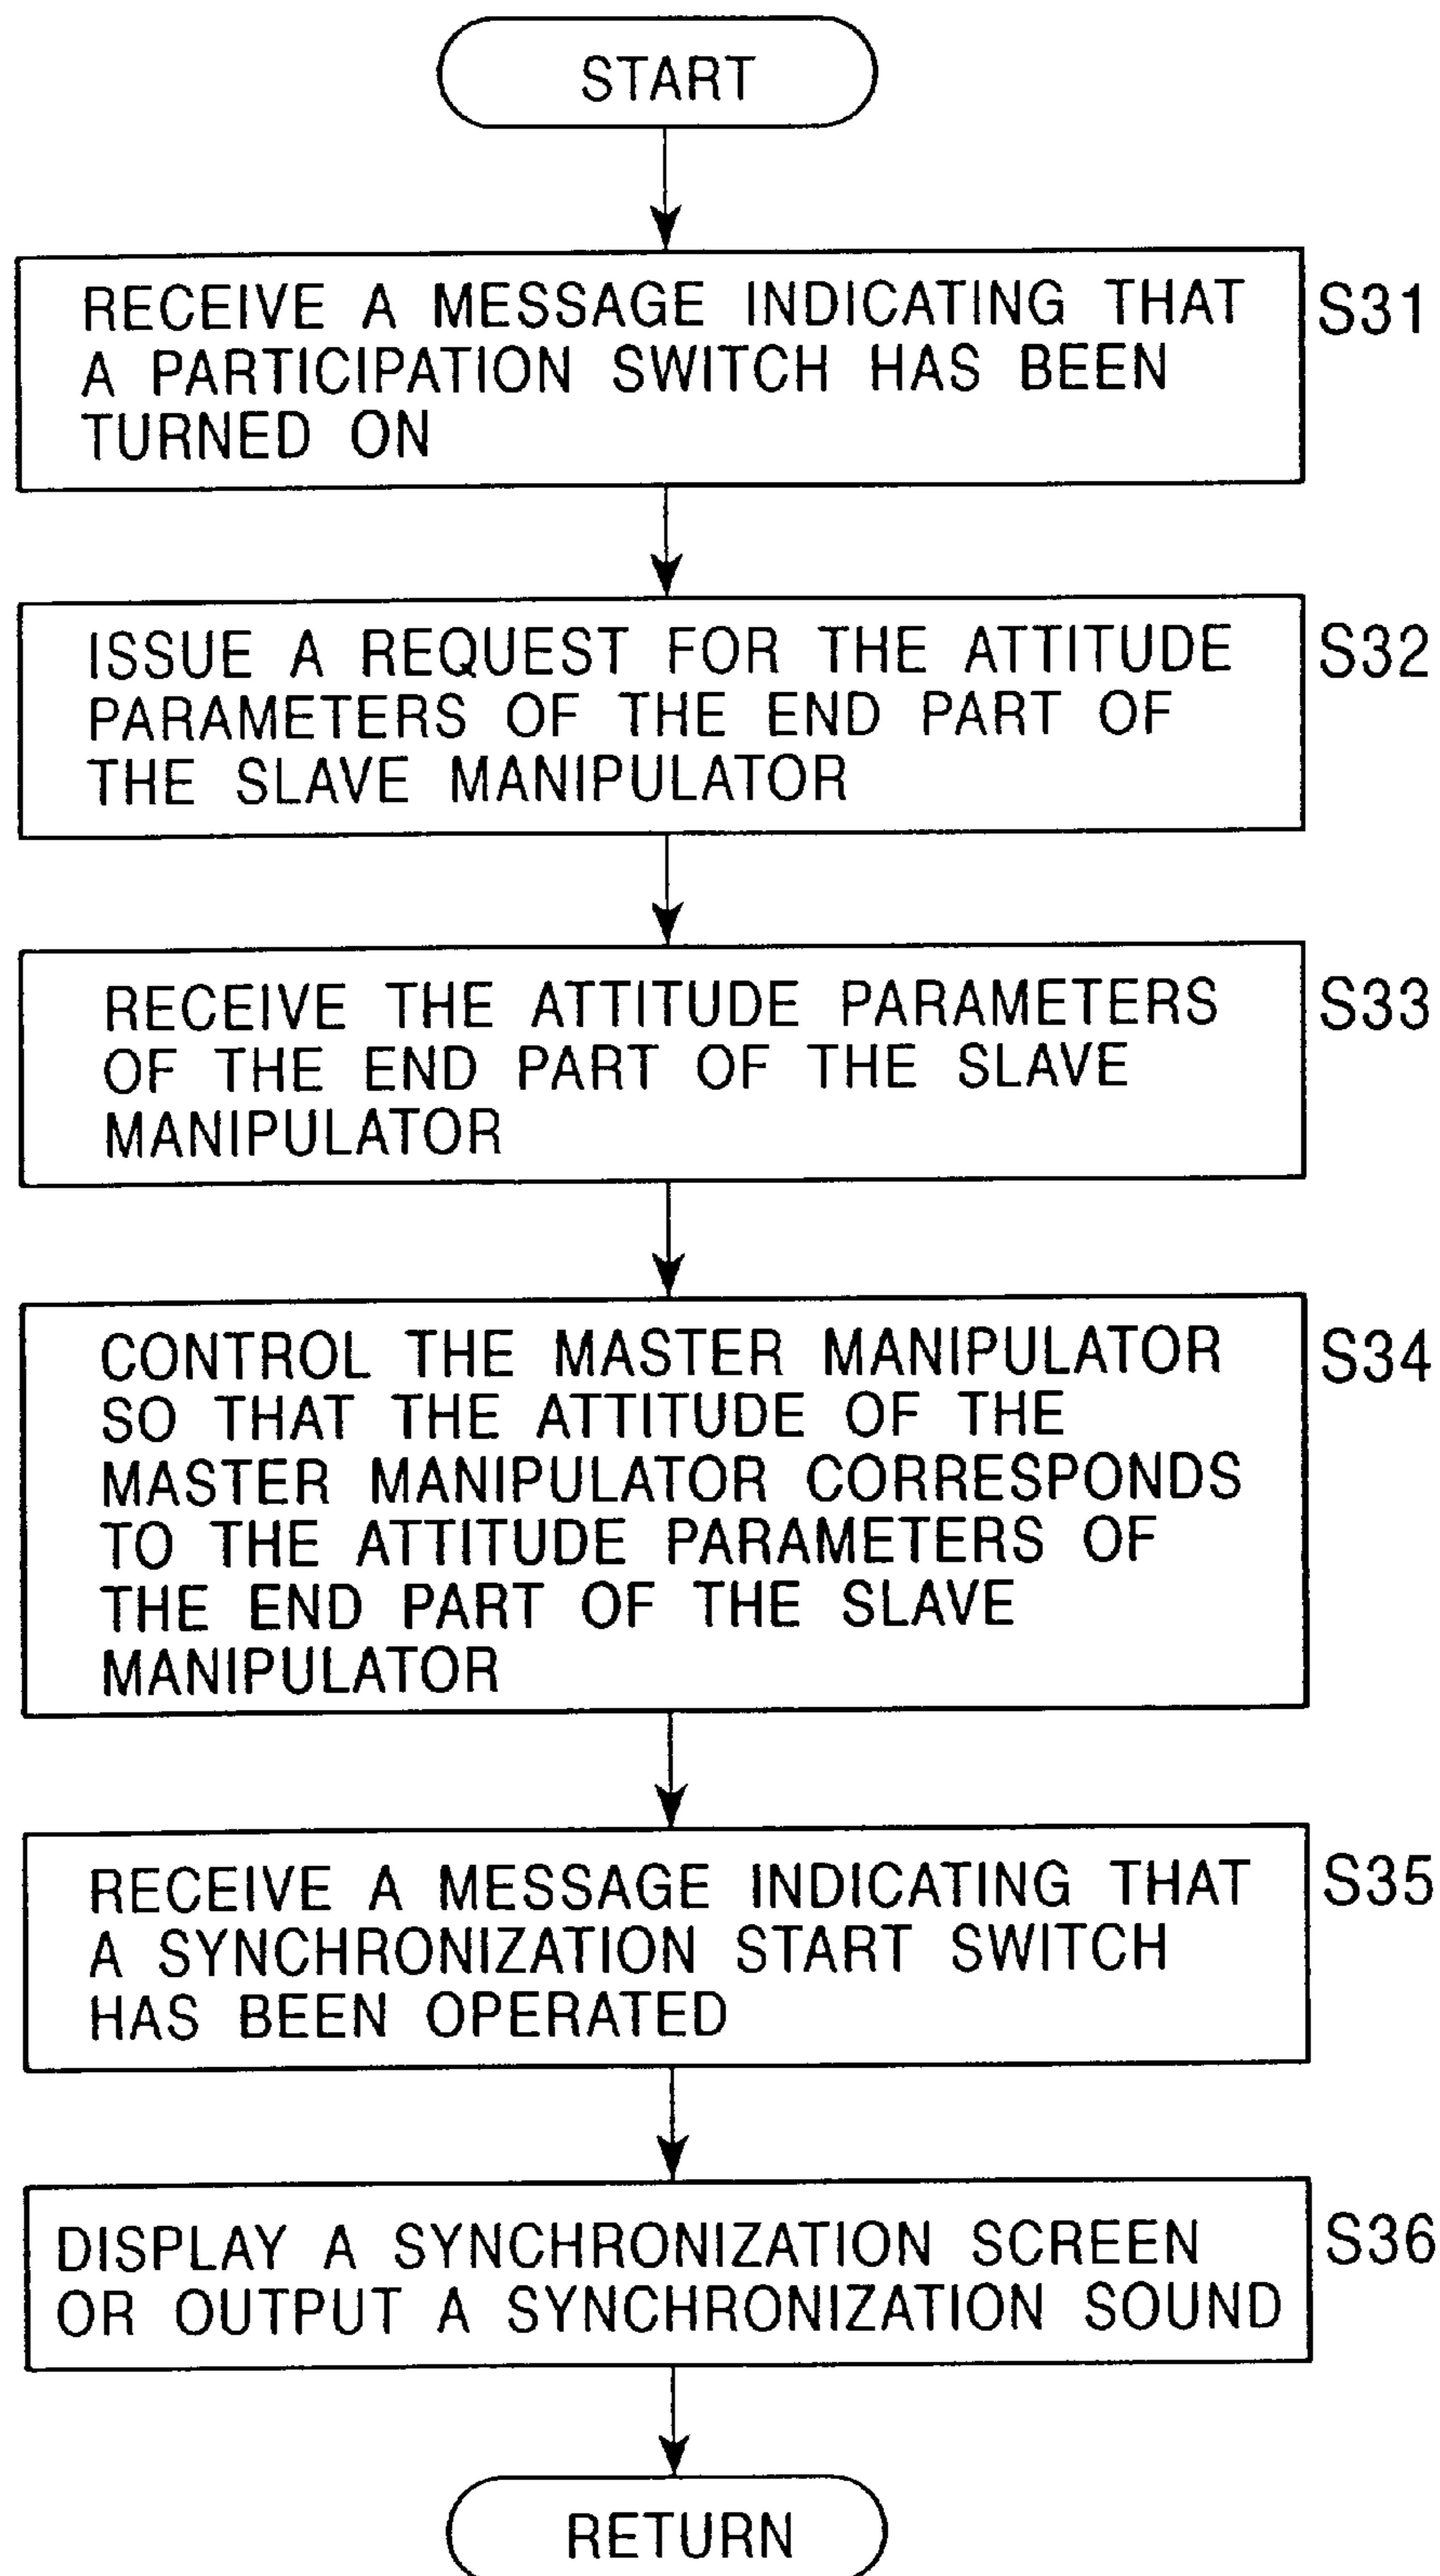 START
RECEIVE A MESSAGE INDICATING THAT
A PARTICIPATION SWITCH HAS BEEN
TURNED ON
S31
ISSUE A REQUEST FOR THE ATTITUDE
PARAMETERS OF THE END PART OF
THE SLAVE MANIPULATOR
S32
RECEIVE THE ATTITUDE PARAMETERS
OF THE END PART OF THE SLAVE
MANIPULATOR
S33
CONTROL THE MASTER MANIPULATOR
SO THAT THE ATTITUDE OF THE
MASTER MANIPULATOR CORRESPONDS
TO THE ATTITUDE PARAMETERS OF
THE END PART OF THE SLAVE
MANIPULATOR
S34
RECEIVE A MESSAGE INDICATING THAT
A SYNCHRONIZATION START SWITCH
HAS BEEN OPERATED
S35
DISPLAY A SYNCHRONIZATION SCREEN
OR OUTPUT A SYNCHRONIZATION SOUND
S36
RETURN